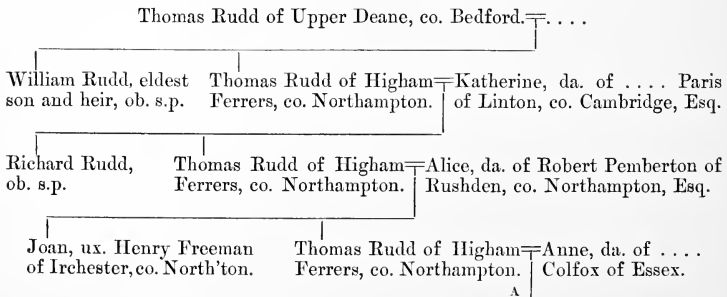 Thomas Rudd of Upper Deane, co. Bedford.=. . . .
William Rudd, eldest son and heir, ob. s.p.
Thomas Rudd of Higham Ferrers, co. Northampton.=Katherine, da. of . . . . Paris of Linton, co. Cambridge, Esq.
Richard Rudd, ob. s.p.
Thomas Rudd of Higham Ferrers, co. Northampton.=Alice, da. of Robert Pemberton of Rushden, co. Northampton, Esq.
Joan, ux. Henry Freeman of Irchester, co. North'ton.
Thomas Rudd of Higham Ferrers, co. Northampton.=Anne, da. of . . . . Colfox of Essex.
A